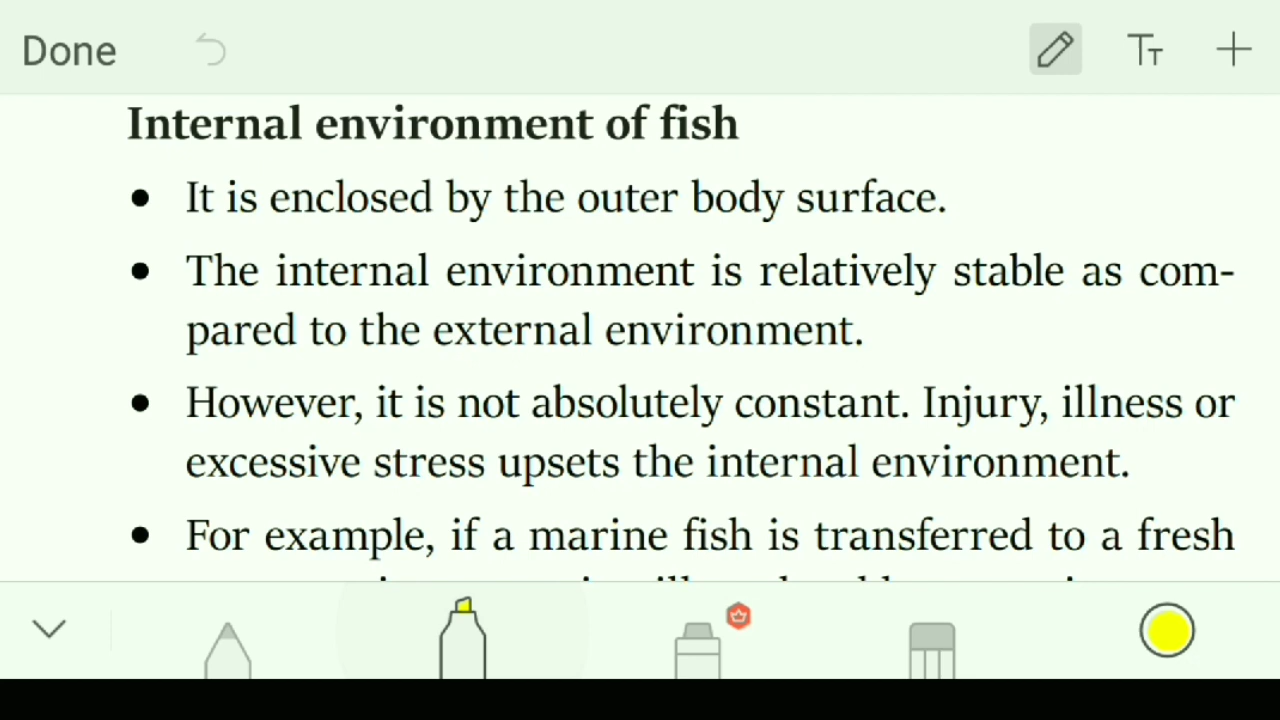 Done
Internal environment of fish
• It is enclosed by the outer body surface.
• The internal environment is relatively stable as com-
pared to the external environment.
• However, it is not absolutely constant. Injury, illness or
excessive stress upsets the internal environment.
• For example, if a marine fish is transferred to a fresh